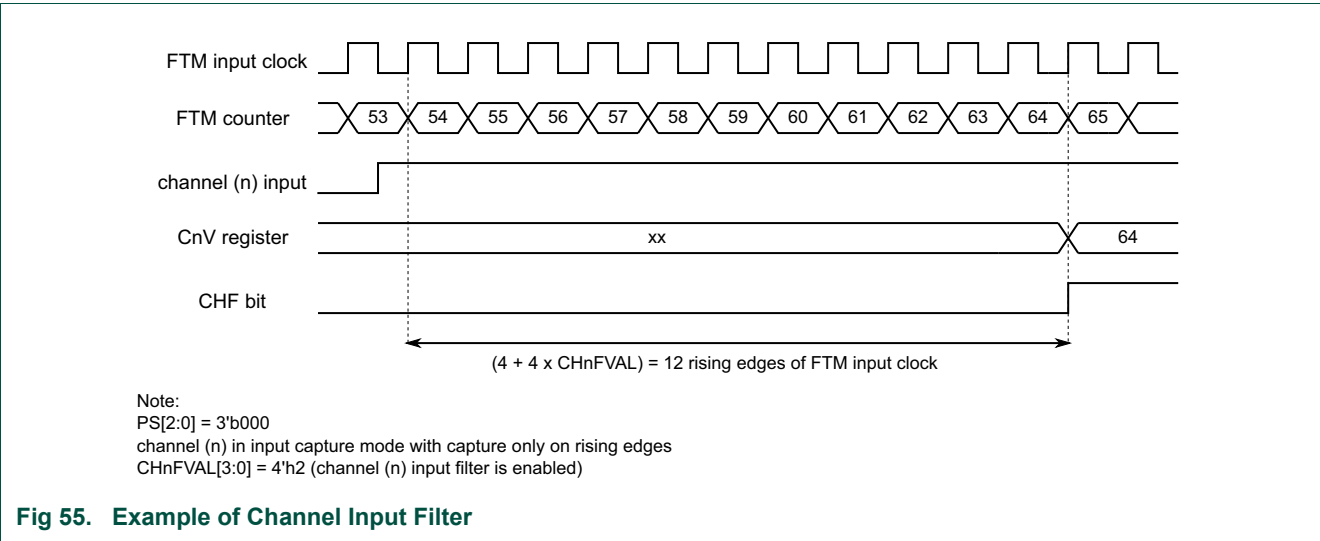 FTM input clock
FTM counter 53 54 55 56 57 58 59 60 61 62 63 64 65
channel (n) input
CnV register xx 64
CHF bit
(4 + 4 x CHnFVAL) = 12 rising edges of FTM input clock
Note:
PS[2:0] = 3'b000
channel (n) in input capture mode with capture only on rising edges
CHnFVAL[3:0] = 4'h2 (channel (n) input filter is enabled)
Fig 55. Example of Channel Input Filter